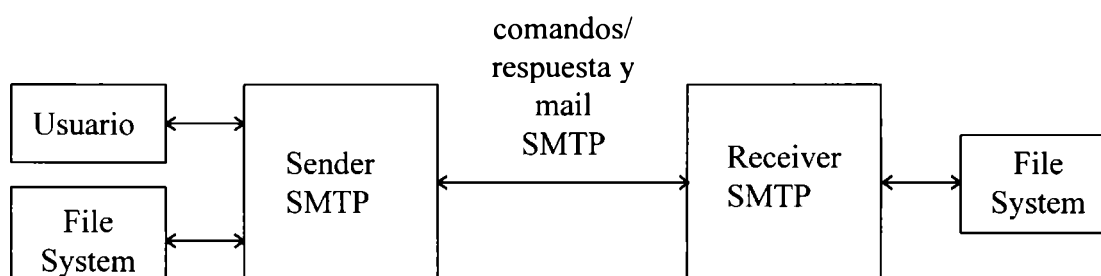 comandos/
respuesta y
mail
SMTP
Usuario
Sender
SMTP
Receiver
SMTP
File
System
File
System